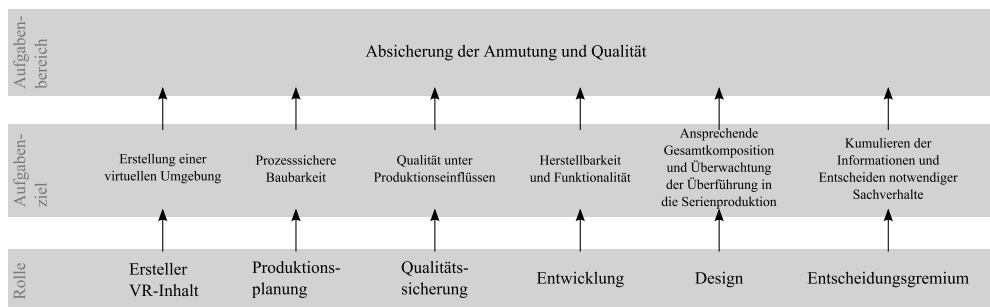 Aufgaben-
bereich
Absicherung der Anmutung und Qualität
Aufgaben-
ziel
Erstellung einer
virtuellen Umgebung
Prozesssichere
Baubarkeit
Qualität unter
Produktionseinflüssen
Herstellbarkeit
und Funktionalität
Ansprechende
Gesamtkomposition
und Überwachtung
der Überführung in
die Serienproduktion
Kumulieren der
Informationen und
Entscheiden notwendiger
Sachverhalte
Rolle
Ersteller
VR-Inhalt
Produktions-
planung
Qualitäts-
sicherung
Entwicklung
Design
Entscheidungsgremium